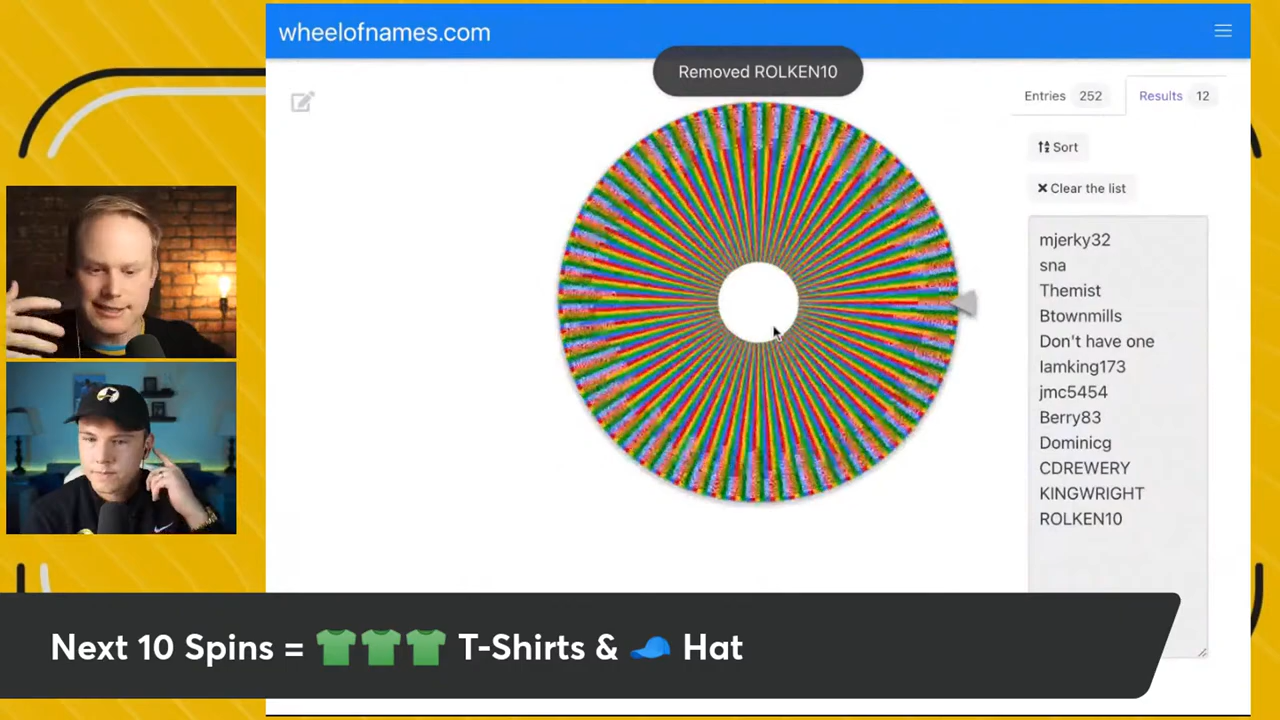 wheelofnames.com
Removed ROLKEN10
Entries 252
Results 12
Sort
Clear the list
mjerky32
sna
Themist
Btownmills
Don't have one
Iamking173
jmc5454
Berry83
Dominicg
CDREWERY
KINGWRIGHT
ROLKEN10
Next 10 Spins = T-Shirts & Hat